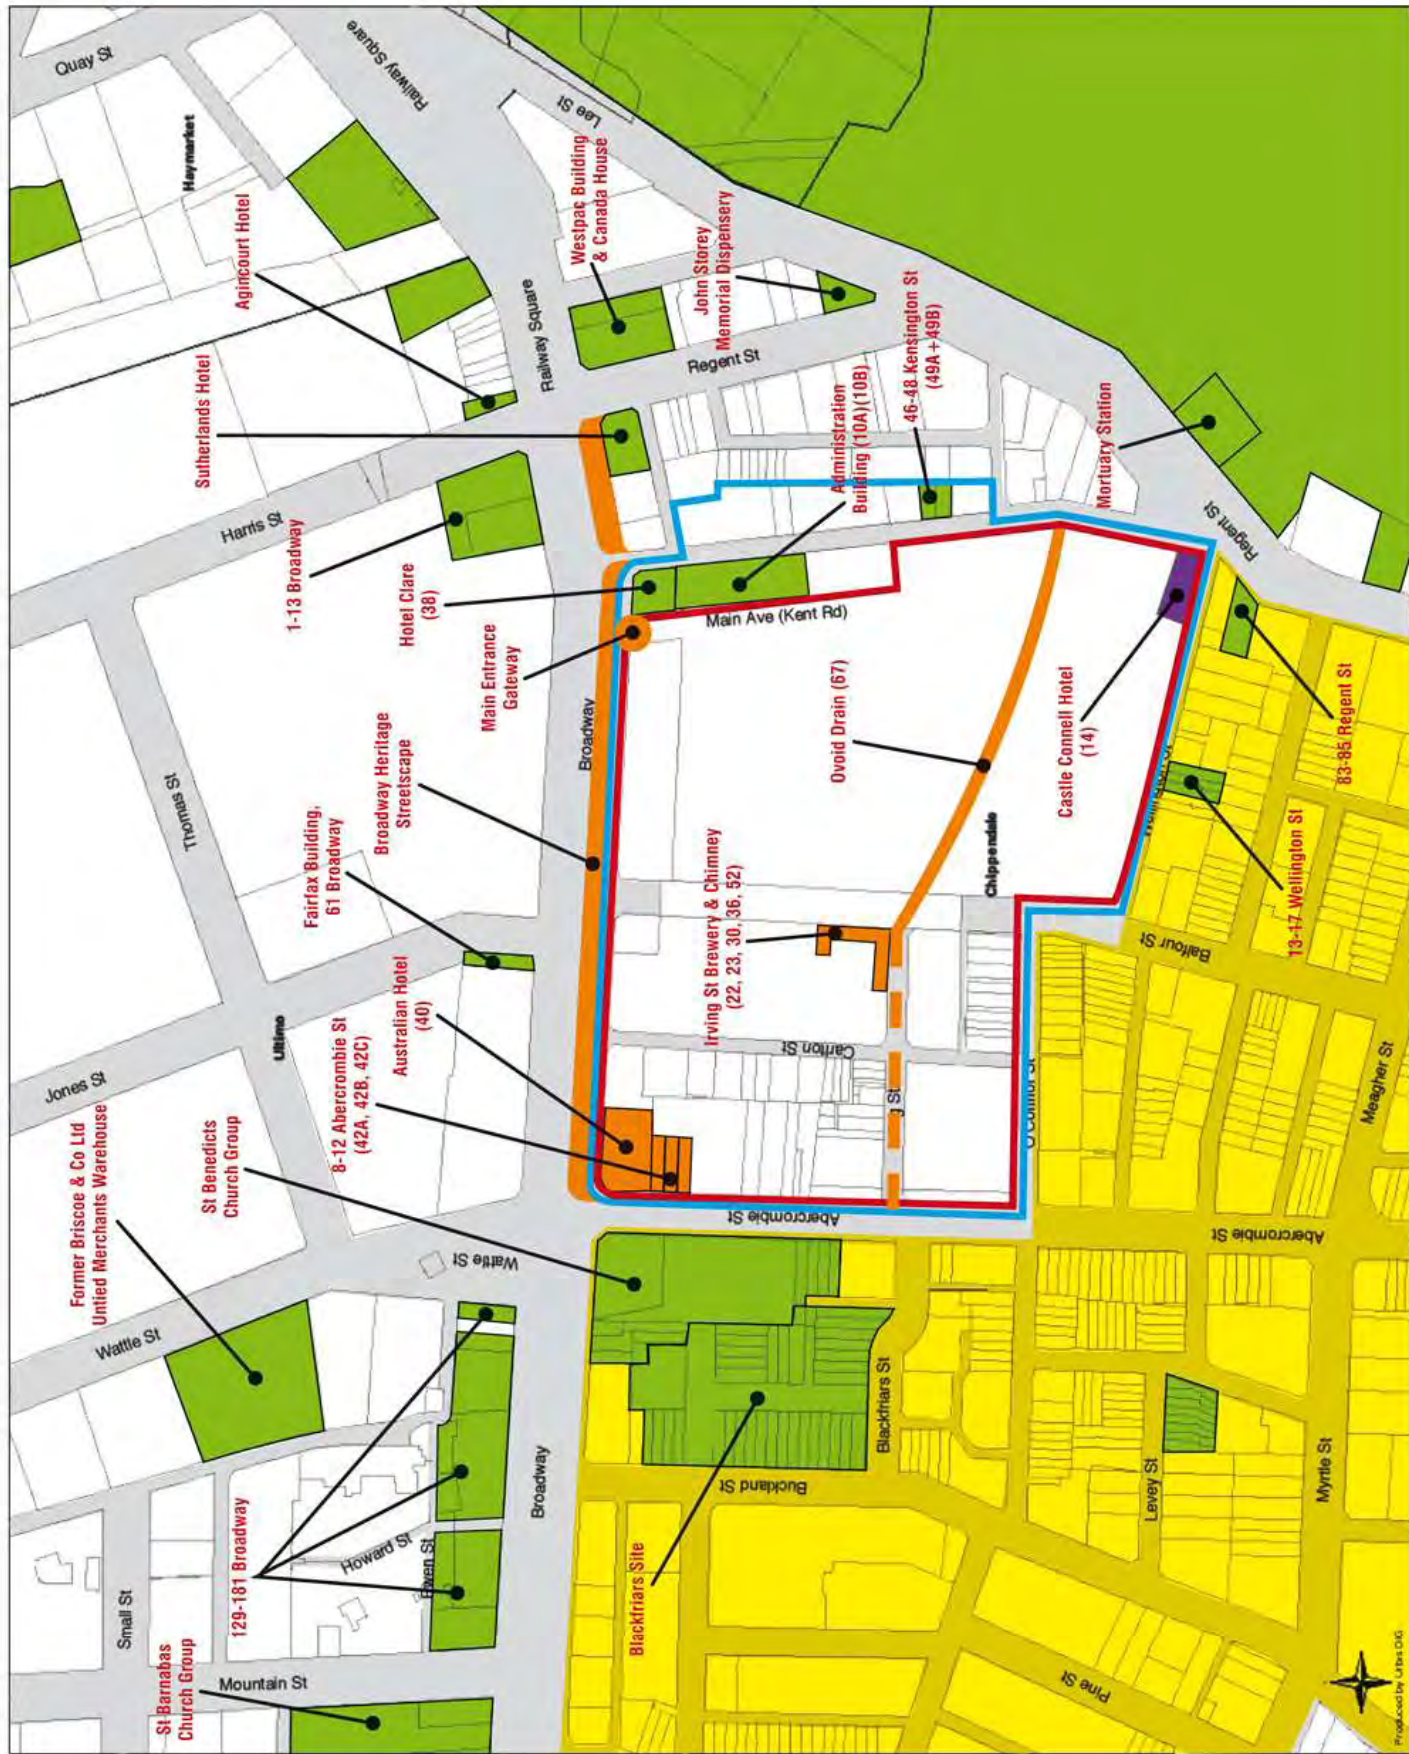 Quay St
Railway Square
Haymarket
Lee St
Agincourt Hotel
Westpac Building
& Canada House
John Storey
Memorial Dispensery
Sutherlands Hotel
Railway Square
Regent St
46-48 Kensington St
(49A+49B)
Administration
Building (10A)(10B)
Mortuary Station
Harris St
1-13 Broadway
Hotel Clare
(38)
Main Entrance
Gateway
Main Ave (Kent Rd)
Regent St
Broadway
Thomas St
Broadway Heritage
Streetscape
Ovoid Drain (67)
Castle Connell Hotel
(14)
83-85 Regent St
Fairfax Building,
61 Broadway
Irving St Brewery & Chimney
(22, 23, 30, 36, 52)
Chippendale
Wellington St
13-17 Wellington St
Australian Hotel
(40)
Balfour St
Ultimo
8-12 Abercrombie St
(42A, 42B, 42C)
Carlton St
O'Connor St
Meagher St
Jones St
St Benedicts
Church Group
g St
Former Briscoe & Co Ltd
Untied Merchants Warehouse
Abercrombie St
Abercrombie St
Wattle St
Wattle St
Blackfriars St
Broadway
Buckland St
Levey St
Myrtle St
129-181 Broadway
Howard St
Owen St
Small St
Blackfriars Site
St Barnabas
Church Group
Mountain St
Pine St
Produced by Urbis DIG